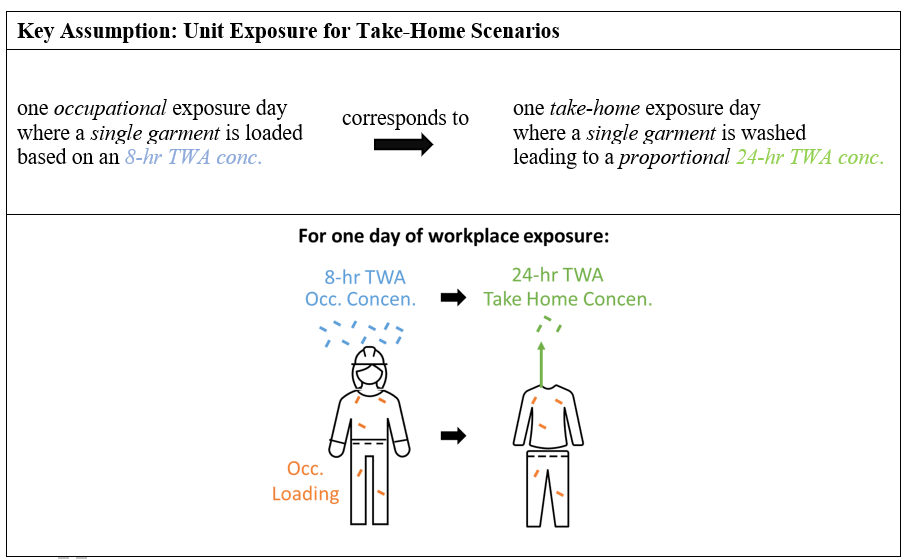 Key Assumption: Unit Exposure for Take-Home Scenarios
one occupational exposure day
where a single garment is loaded
based on an 8-hr TWA conc.
corresponds to
one take-home exposure day
where a single garment is washed
leading to a proportional 24-hr TWA conc.
For one day of workplace exposure:
8-hr TWA
Occ. Concen.
24-hr TWA
Take Home Concen.
Occ.
Loading